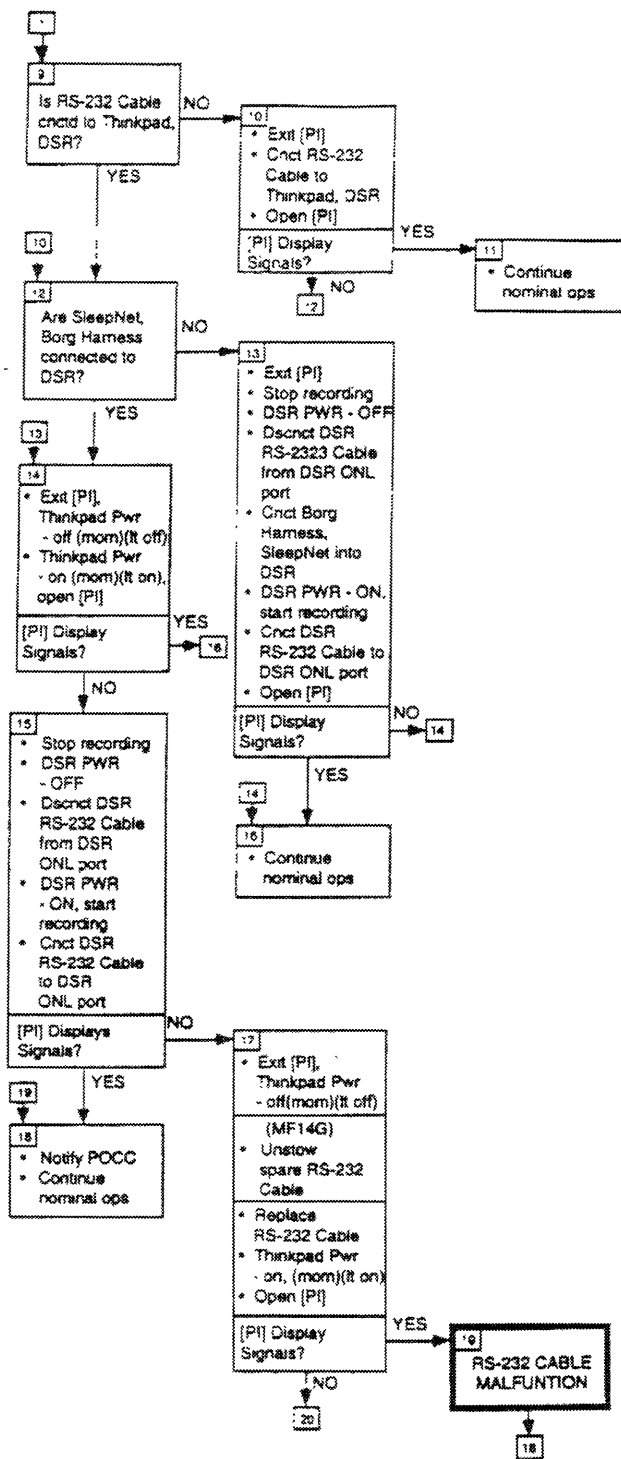 9
Is RS-232 Cable
cnctd to Thinkpad,
DSR?
NO
YES
10
• Exit [PI]
• Cnct RS-232
Cable to
Thinkpad, DSR
• Open [PI]
[PI] Display
Signals?
YES
NO
12
11
• Continue
nominal ops
10
12
Are SleepNet,
Borg Harness
connected to
DSR?
NO
YES
13
• Exit [PI]
• Stop recording
• DSR PWR - OFF
• Dscnct DSR
RS-2323 Cable
from DSR ONL
port
• Cnct Borg
Harness,
SleepNet into
DSR
• DSR PWR - ON,
start recording
• Cnct DSR
RS-232 Cable to
DSR ONL port
• Open [PI]
[PI] Display
Signals?
NO
14
YES
13
14
• Exit [PI],
Thinkpad Pwr
- off (mom)(lt off)
• Thinkpad Pwr
- on (mom)(lt on),
open [PI]
[PI] Display
Signals?
YES
16
NO
14
16
• Continue
nominal ops
15
• Stop recording
• DSR PWR
- OFF
• Dscnct DSR
RS-232 Cable
from DSR
ONL port
• DSR PWR
- ON, start
recording
• Cnct DSR
RS-232 Cable
to DSR
ONL port
[PI] Displays
Signals?
NO
YES
19
18
• Notify POCC
• Continue
nominal ops
17
• Exit [PI],
Thinkpad Pwr
- off(mom)(lt off)
(MF14G)
• Unstow
spare RS-232
Cable
• Replace
RS-232 Cable
• Thinkpad Pwr
- on, (mom)(lt on)
• Open [PI]
[PI] Display
Signals?
YES
NO
20
19
RS-232 CABLE
MALFUNTION
18